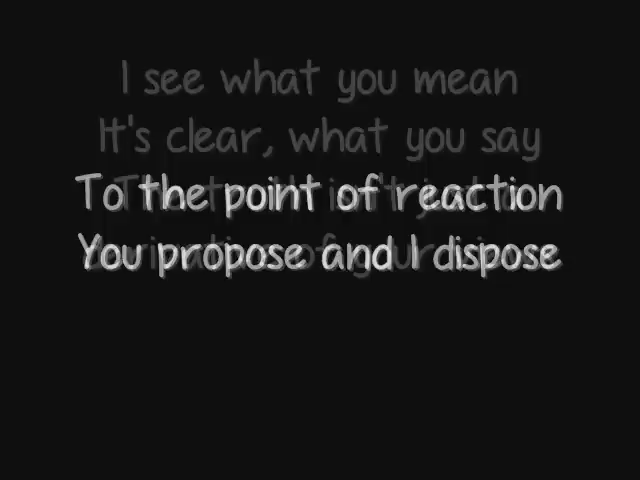 I see what you mean
It's clear, what you say
To the point of reaction
You propose and I dispose